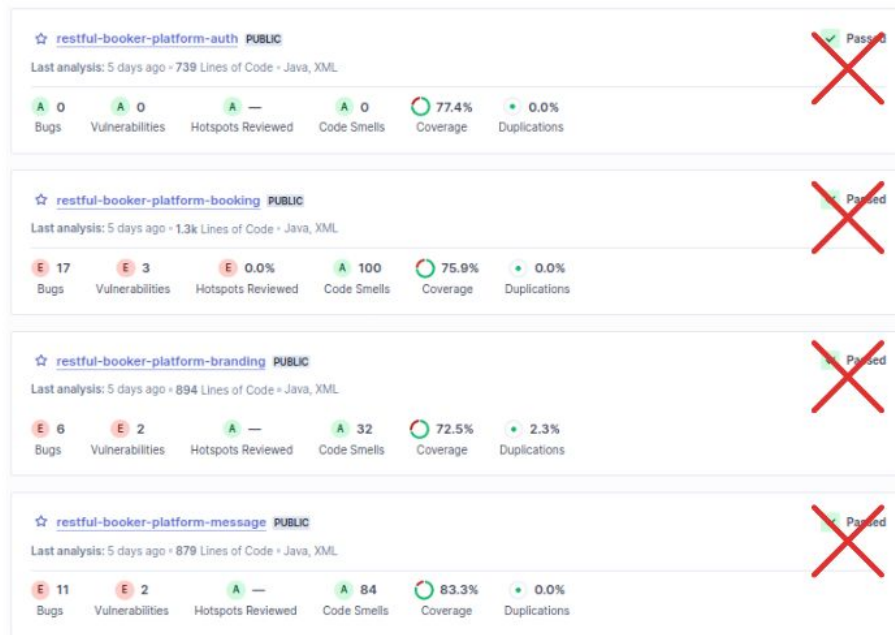 restful-booker-platform-auth PUBLIC Passed
Last analysis: 5 days ago • 739 Lines of Code • Java, XML
A 0 A 0 A — A 0 77.4% 0.0%
Bugs Vulnerabilities Hotspots Reviewed Code Smells Coverage Duplications
restful-booker-platform-booking PUBLIC Passed
Last analysis: 5 days ago • 1.3k Lines of Code • Java, XML
E 17 E 3 E 0.0% A 100 75.9% 0.0%
Bugs Vulnerabilities Hotspots Reviewed Code Smells Coverage Duplications
restful-booker-platform-branding PUBLIC Passed
Last analysis: 5 days ago • 894 Lines of Code • Java, XML
E 6 E 2 A — A 32 72.5% 2.3%
Bugs Vulnerabilities Hotspots Reviewed Code Smells Coverage Duplications
restful-booker-platform-message PUBLIC Passed
Last analysis: 5 days ago • 879 Lines of Code • Java, XML
E 11 E 2 A — A 84 83.3% 0.0%
Bugs Vulnerabilities Hotspots Reviewed Code Smells Coverage Duplications